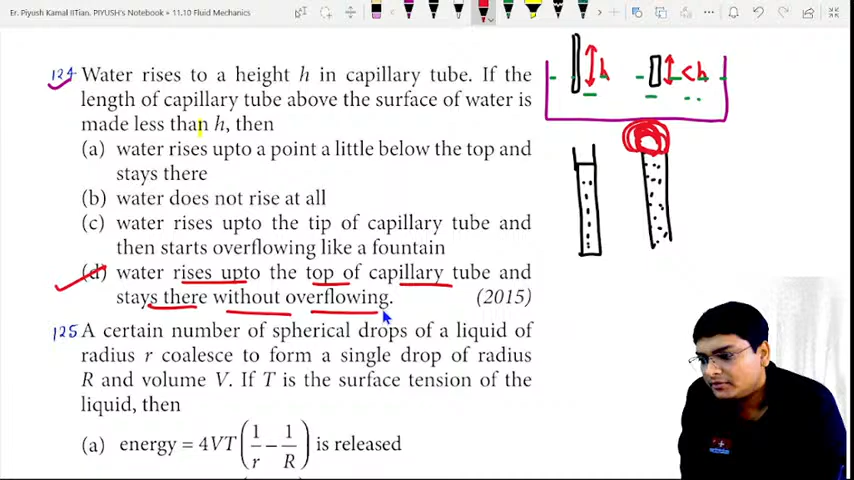 Er. Piyush Kamal IITian. PIYUSH's Notebook » 11.10 Fluid Mechanics
124 Water rises to a height h in capillary tube. If the
length of capillary tube above the surface of water is
made less than h, then
(a) water rises upto a point a little below the top and
stays there
(b) water does not rise at all
(c) water rises upto the tip of capillary tube and
then starts overflowing like a fountain
(d) water rises upto the top of capillary tube and
stays there without overflowing. (2015)
h
<h
125 A certain number of spherical drops of a liquid of
radius r coalesce to form a single drop of radius
R and volume V. If T is the surface tension of the
liquid, then
(a) energy = 4VT(1/r − 1/R) is released